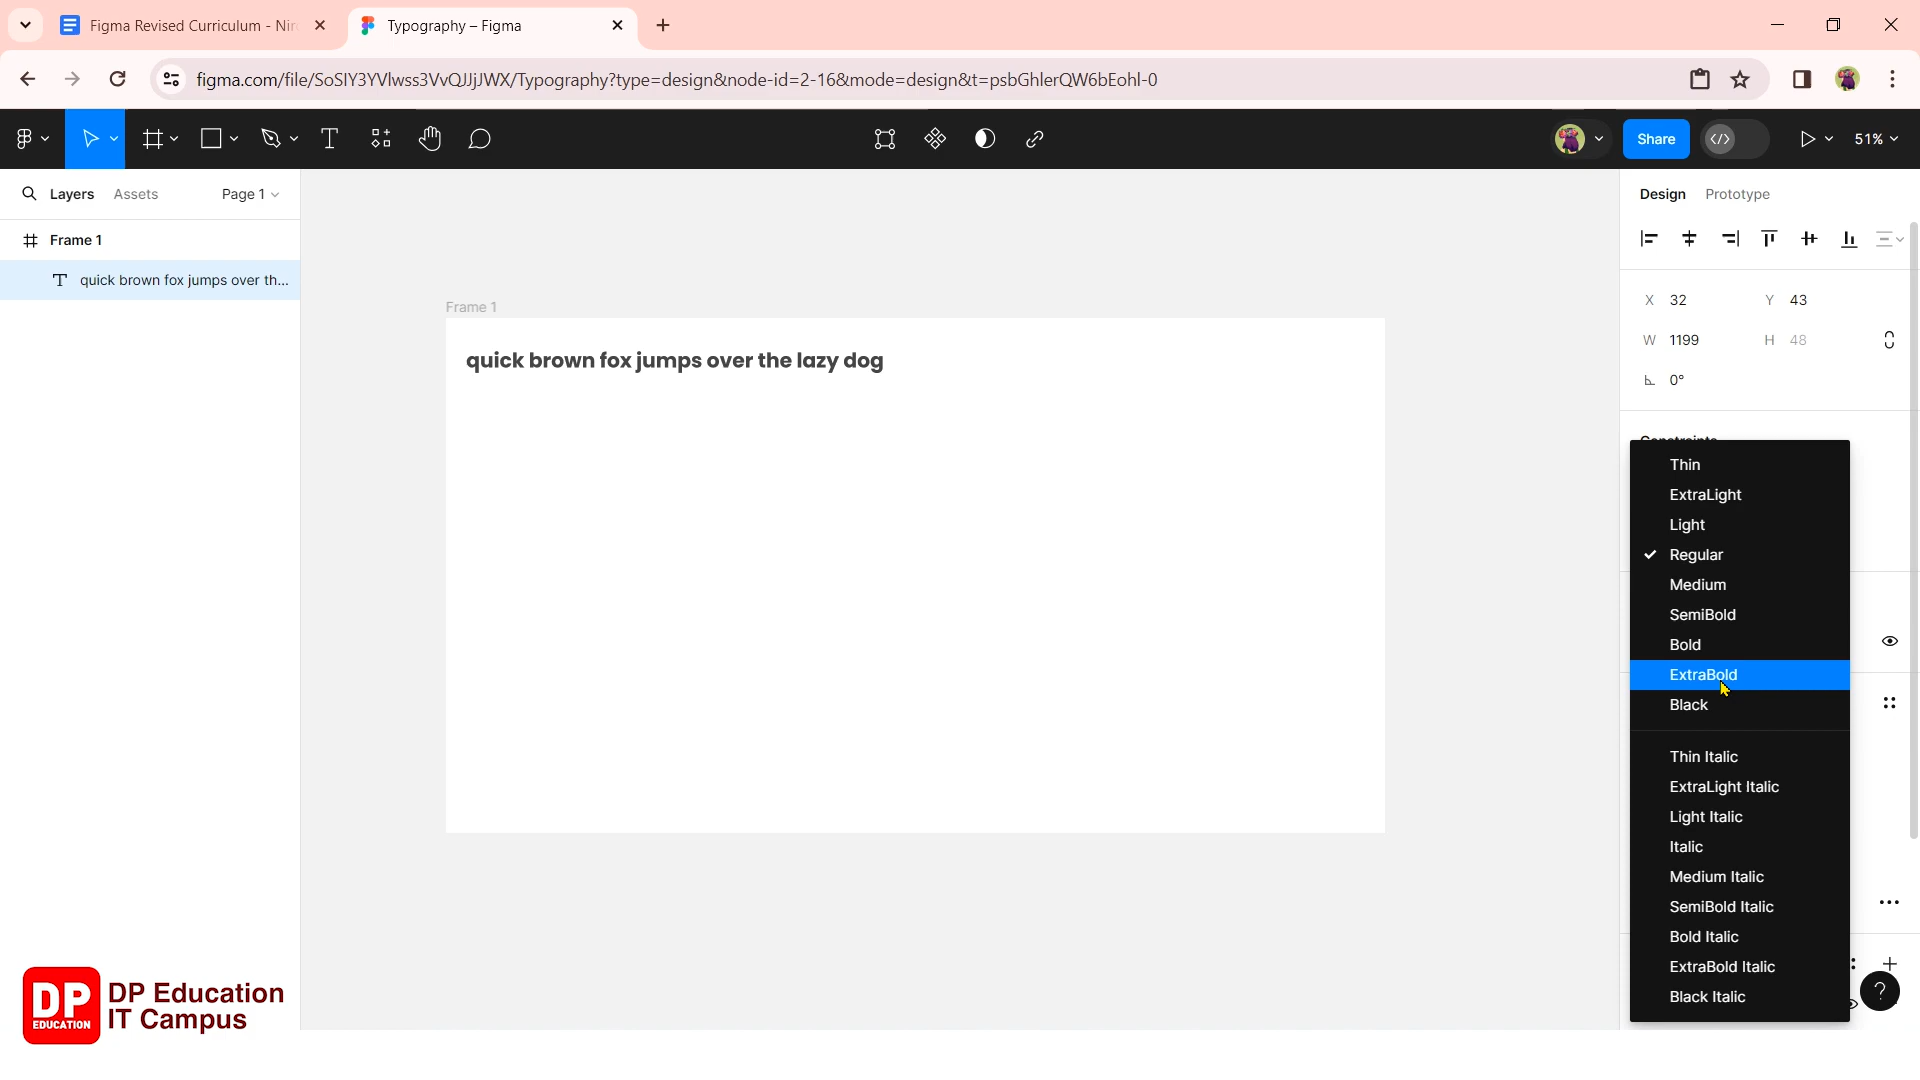 Figma Revised Curriculum - Nir
Typography – Figma
figma.com/file/SoSIY3YVlwss3VvQJJjJWX/Typography?type=design&node-id=2-16&mode=design&t=psbGhlerQW6bEohl-0
Share
51%
Layers
Assets
Page 1
Design
Prototype
Frame 1
quick brown fox jumps over th...
X 32
Y 43
W 1199
H 48
0°
Frame 1
quick brown fox jumps over the lazy dog
Constraints
Thin
ExtraLight
Light
Regular
Medium
SemiBold
Bold
ExtraBold
Black
Thin Italic
ExtraLight Italic
Light Italic
Italic
Medium Italic
SemiBold Italic
Bold Italic
ExtraBold Italic
Black Italic
?
DP
EDUCATION
DP Education
IT Campus